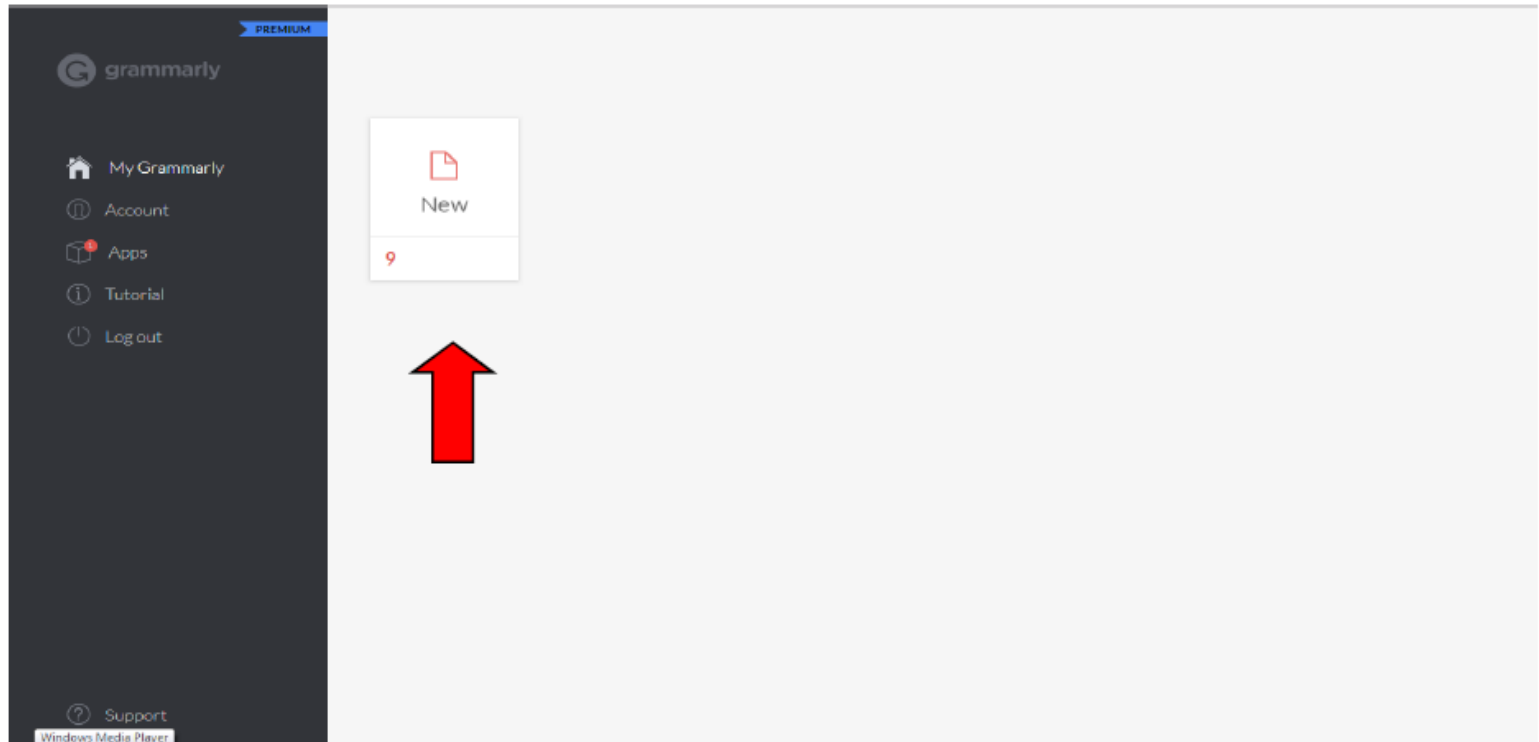 PREMIUM
grammarly
My Grammarly
Account
Apps
Tutorial
Log out
New
9
Support
Windows Media Player